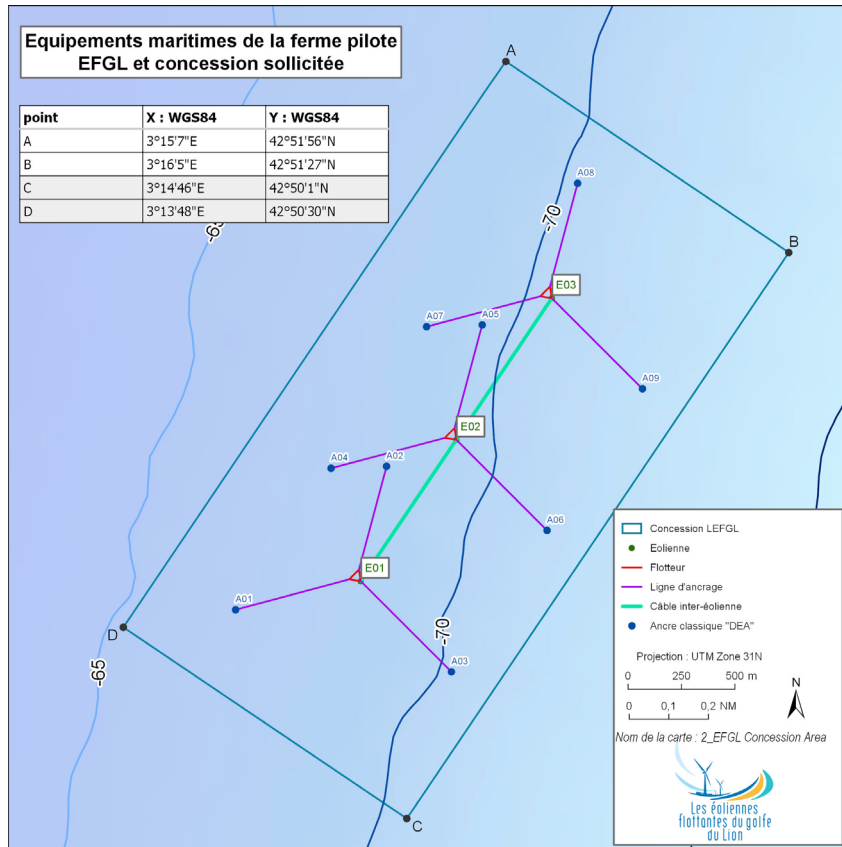 Equipements maritimes de la ferme pilote
EFGL et concession sollicitée
point X : WGS84 Y : WGS84
A 3°15'7"E 42°51'56"N
B 3°16'5"E 42°51'27"N
C 3°14'46"E 42°50'1"N
D 3°13'48"E 42°50'30"N
A
A08
-70
-65
B
E03
A07
A05
A09
E02
A04
A02
A06
E01
A01
D
-70
A03
-65
C
Concession LEFGL
Eolienne
Flotteur
Ligne d'ancrage
Câble inter-éolienne
Ancre classique "DEA"
Projection : UTM Zone 31N
0 250 500 m
N
0 0,1 0,2 NM
Nom de la carte : 2_EFGL Concession Area
Les éoliennes
flottantes du golfe
du Lion